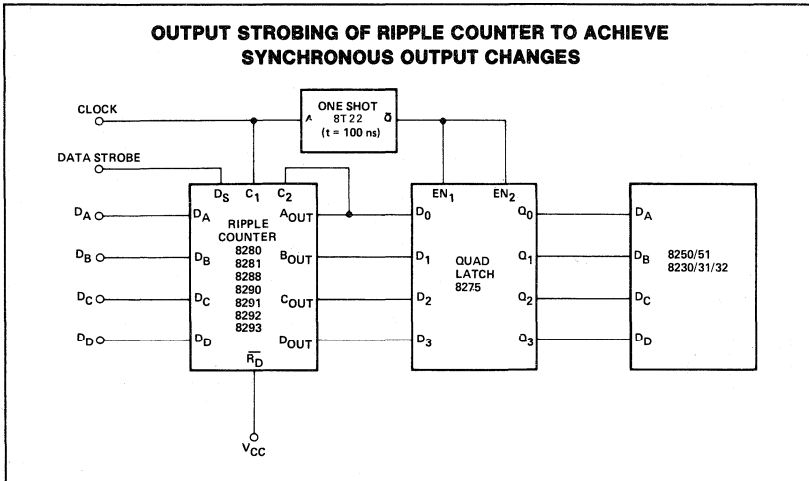 OUTPUT STROBING OF RIPPLE COUNTER TO ACHIEVE
SYNCHRONOUS OUTPUT CHANGES
CLOCK
ONE SHOT
A 8T22 Q̅
(t = 100 ns)
DATA STROBE
DS C1 C2
EN1 EN2
DA DA AOUT D0 Q0 DA
RIPPLE
COUNTER
8280
8281
8288
8290
8291
8292
8293
DB DB BOUT D1 Q1 DB
QUAD
LATCH
8275
8250/51
8230/31/32
DC DC COUT D2 Q2 DC
DD DD DOUT D3 Q3 DD
R̅D̅
VCC